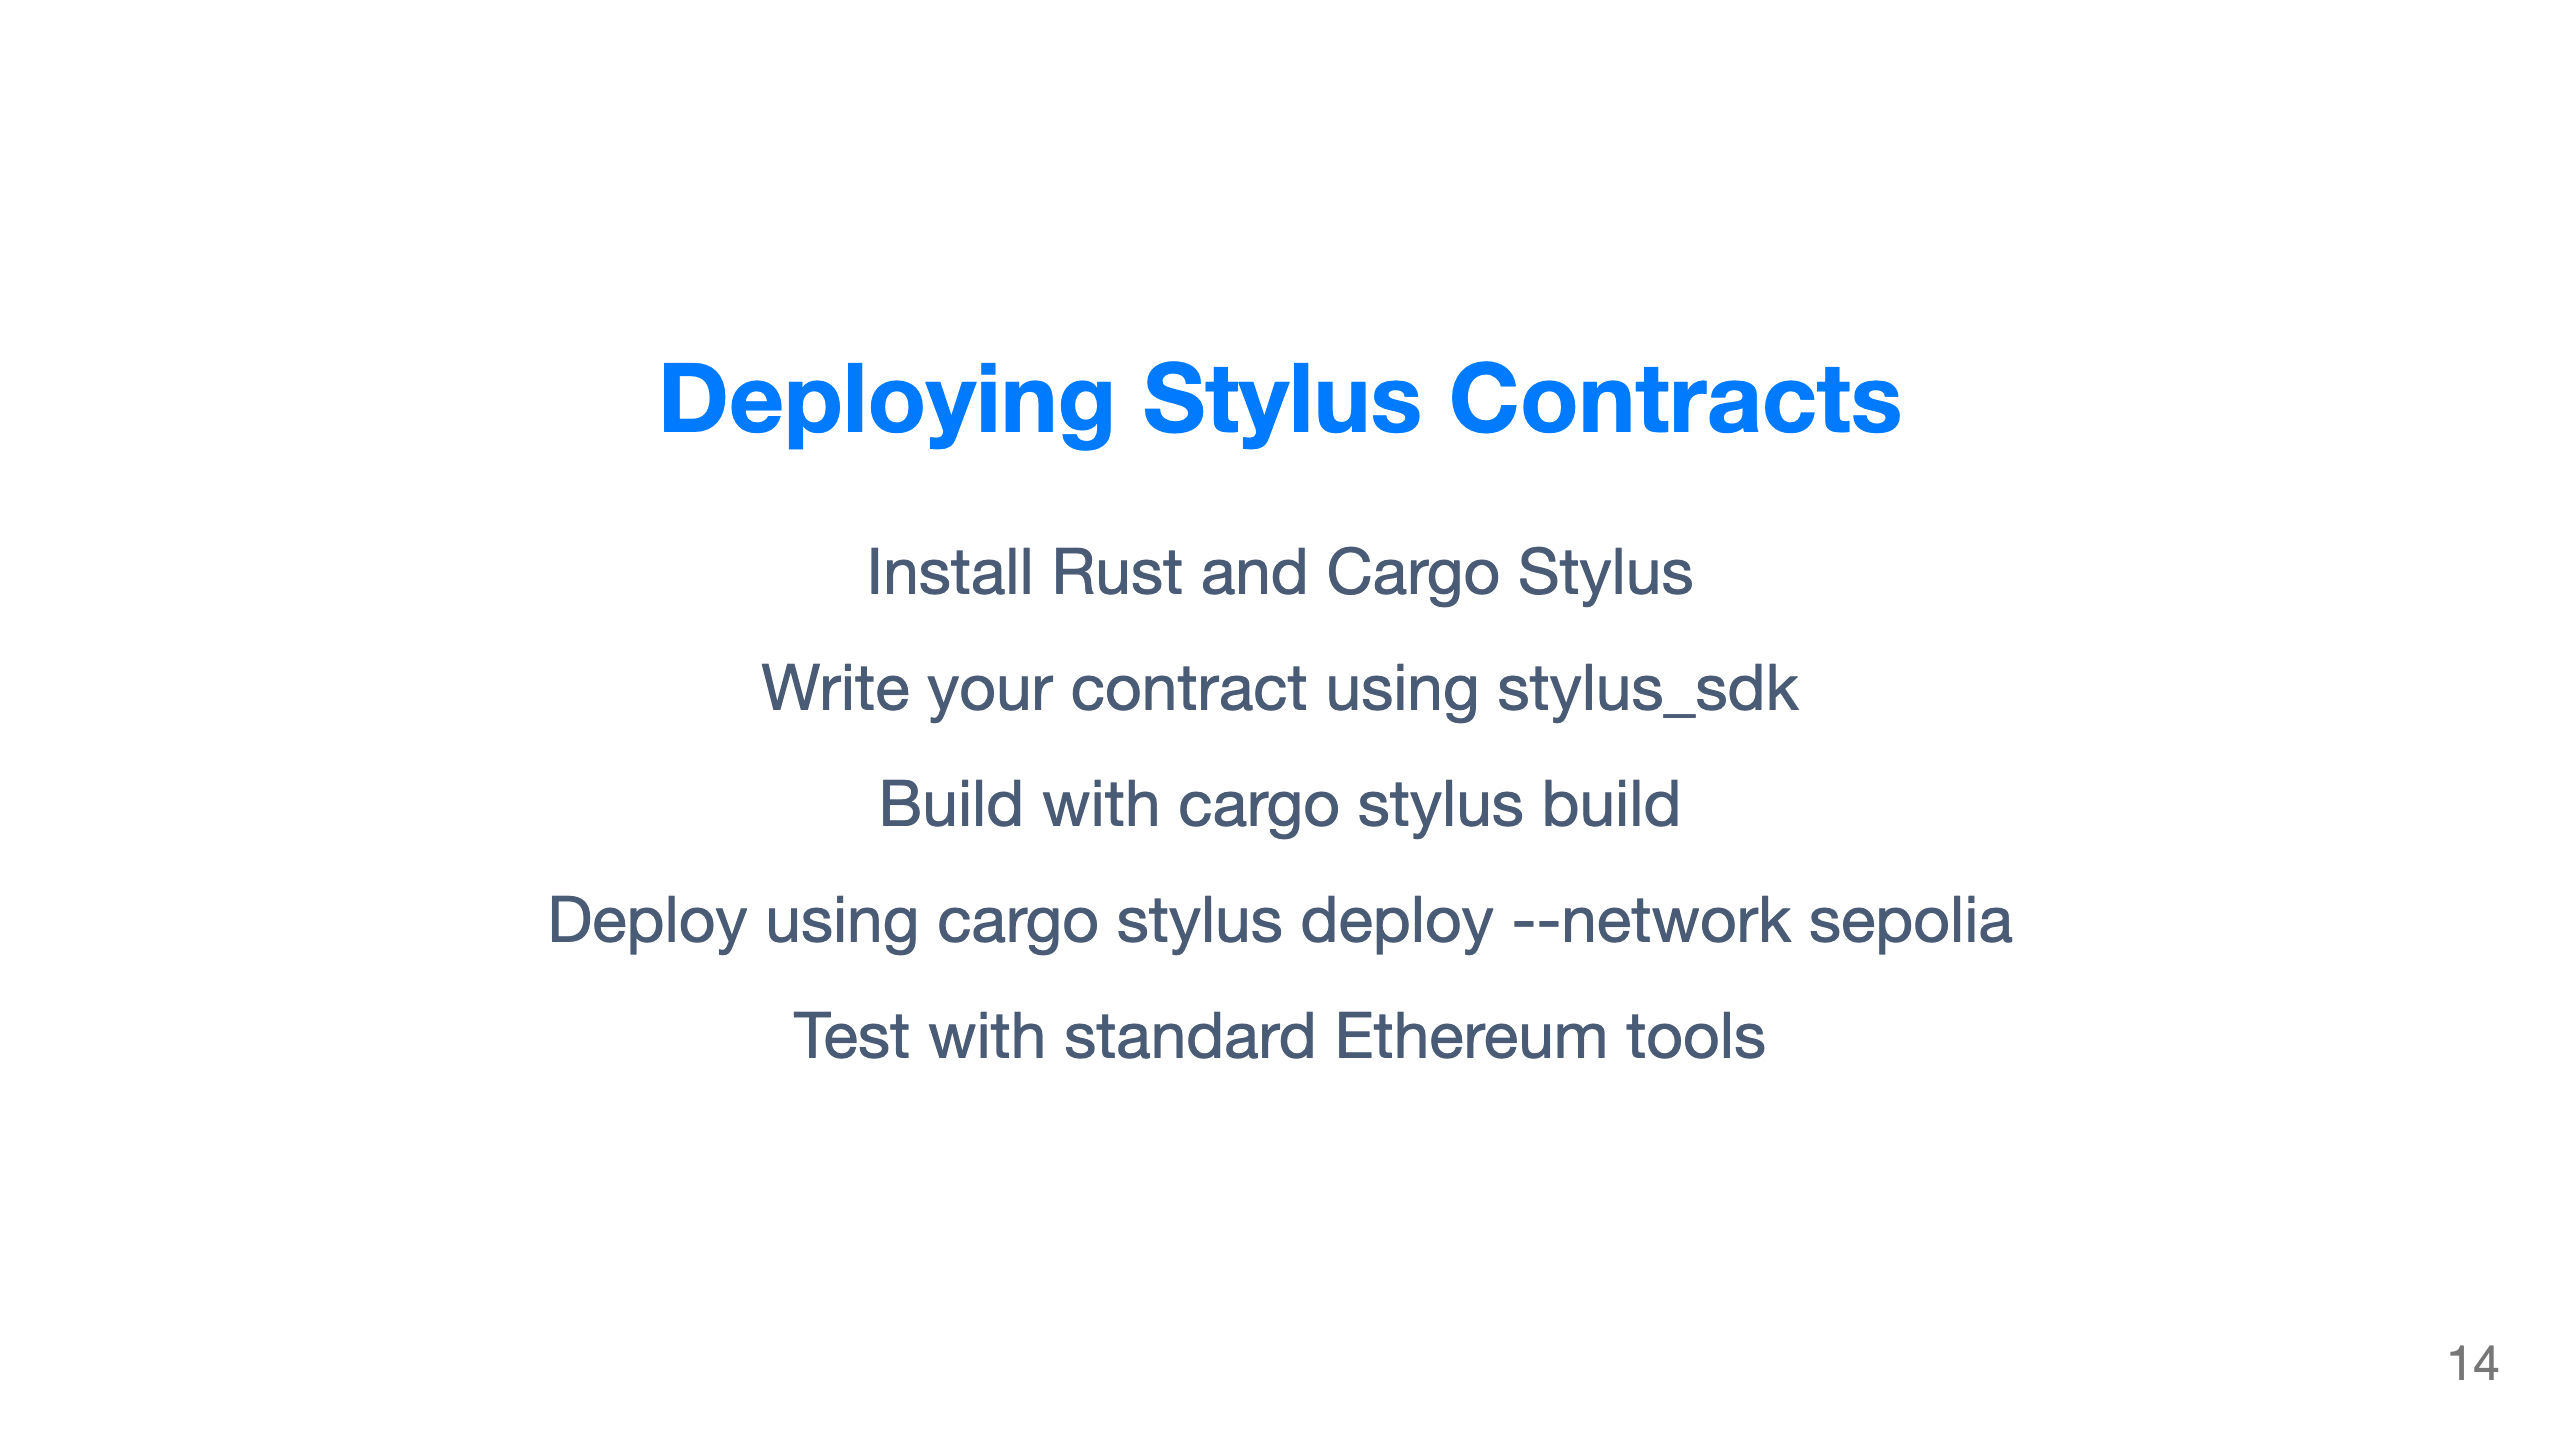 Deploying Stylus Contracts
Install Rust and Cargo Stylus
Write your contract using stylus_sdk
Build with cargo stylus build
Deploy using cargo stylus deploy --network sepolia
Test with standard Ethereum tools
14